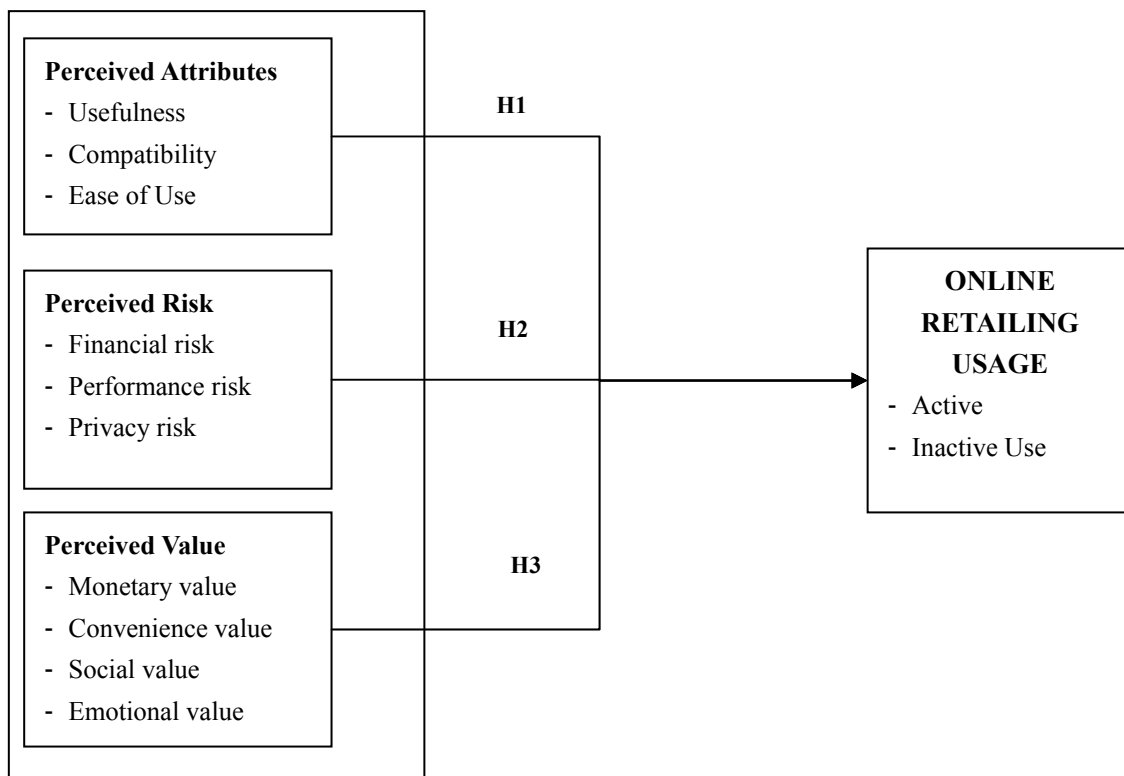 Perceived Attributes
- Usefulness
- Compatibility
- Ease of Use
H1
Perceived Risk
- Financial risk
- Performance risk
- Privacy risk
H2
Perceived Value
- Monetary value
- Convenience value
- Social value
- Emotional value
H3
ONLINE
RETAILING
USAGE
- Active
- Inactive Use